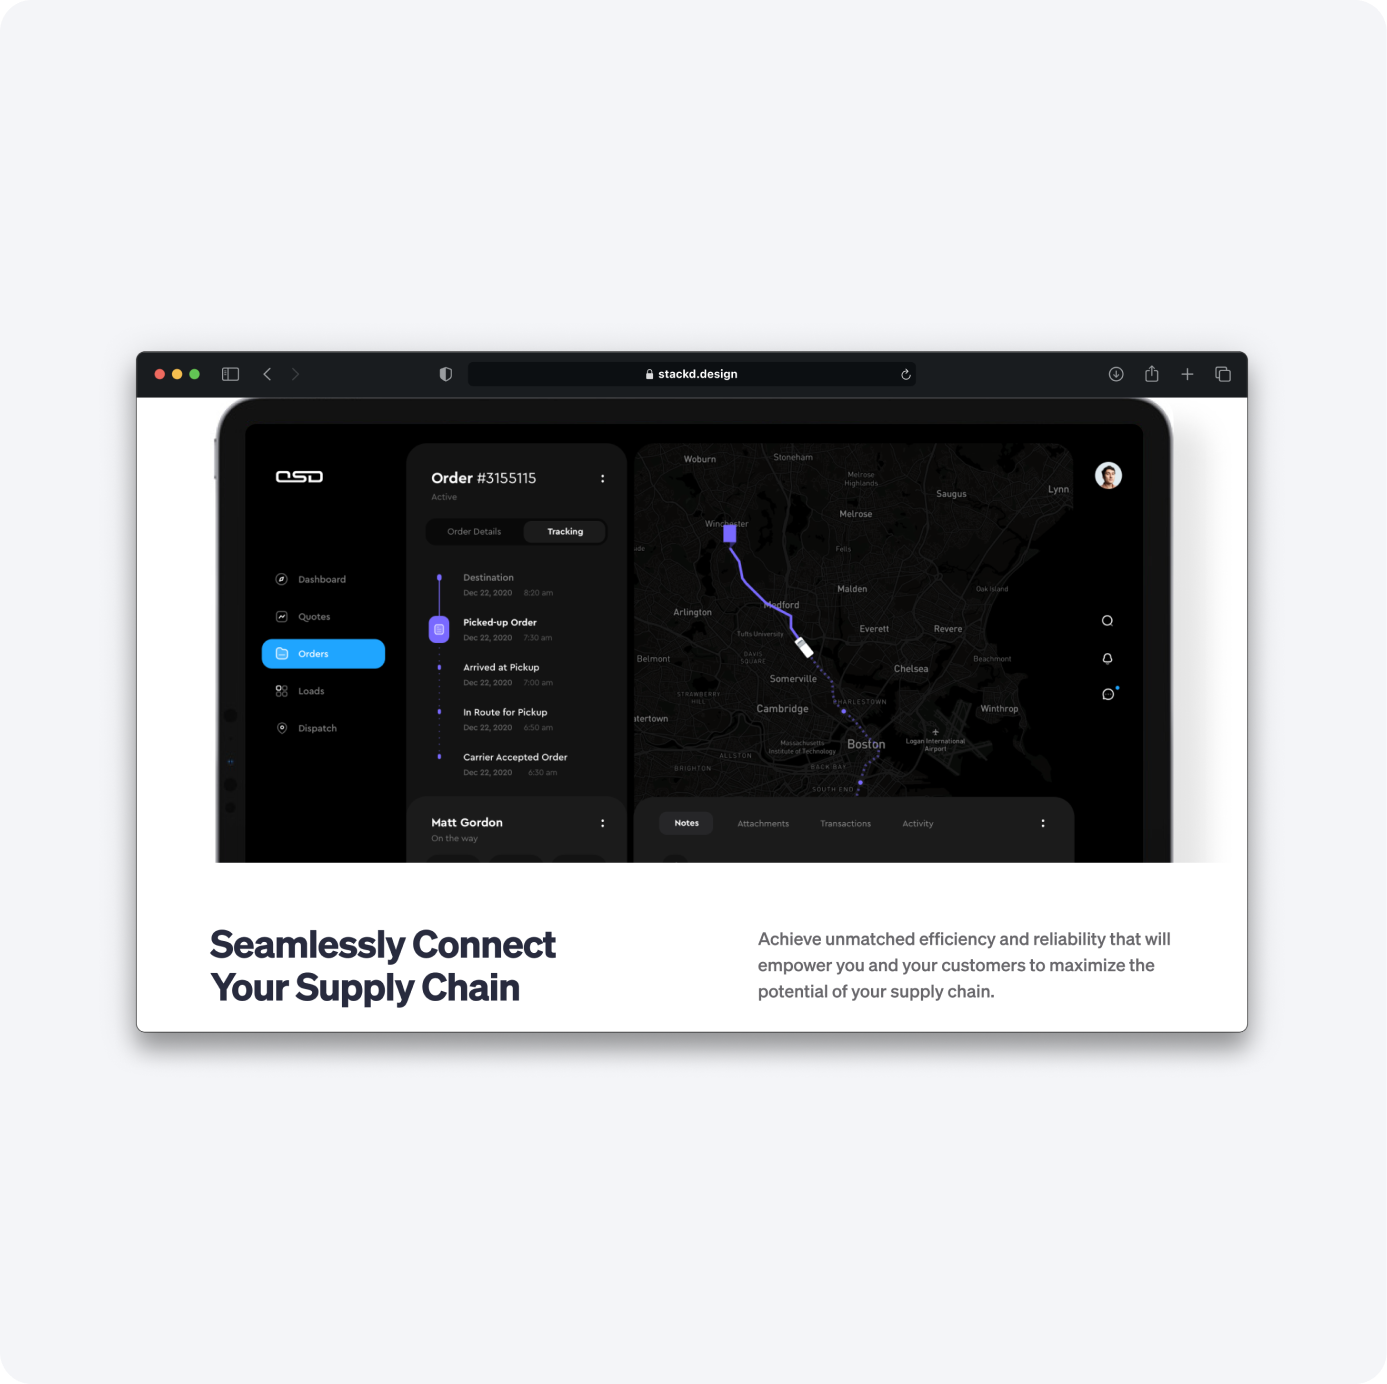 stackd.design
OSD
Dashboard
Quotes
Orders
Loads
Dispatch
Order #3155115
Active
Order Details
Tracking
Destination
Dec 22, 2020 8:20 am
Picked-up Order
Dec 22, 2020 7:30 am
Arrived at Pickup
Dec 22, 2020 7:00 am
In Route for Pickup
Dec 22, 2020 6:50 am
Carrier Accepted Order
Dec 22, 2020 6:30 am
Matt Gordon
On the way
Woburn
Stoneham
Melrose
Highlands
Saugus
Lynn
Melrose
Winchester
Fells
Malden
Oak Island
Arlington
Medford
Everett
Revere
Tufts University
DAVIS
SQUARE
Belmont
Beachmont
Chelsea
Somerville
STRAWBERRY
HILL
CHARLESTOWN
Cambridge
Winthrop
atertown
Massachusetts
Institute of Technology
Boston
Logan International
Airport
ALLSTON
BRIGHTON
BACK BAY
SOUTH END
Notes
Attachments
Transactions
Activity
Seamlessly Connect
Your Supply Chain
Achieve unmatched efficiency and reliability that will
empower you and your customers to maximize the
potential of your supply chain.